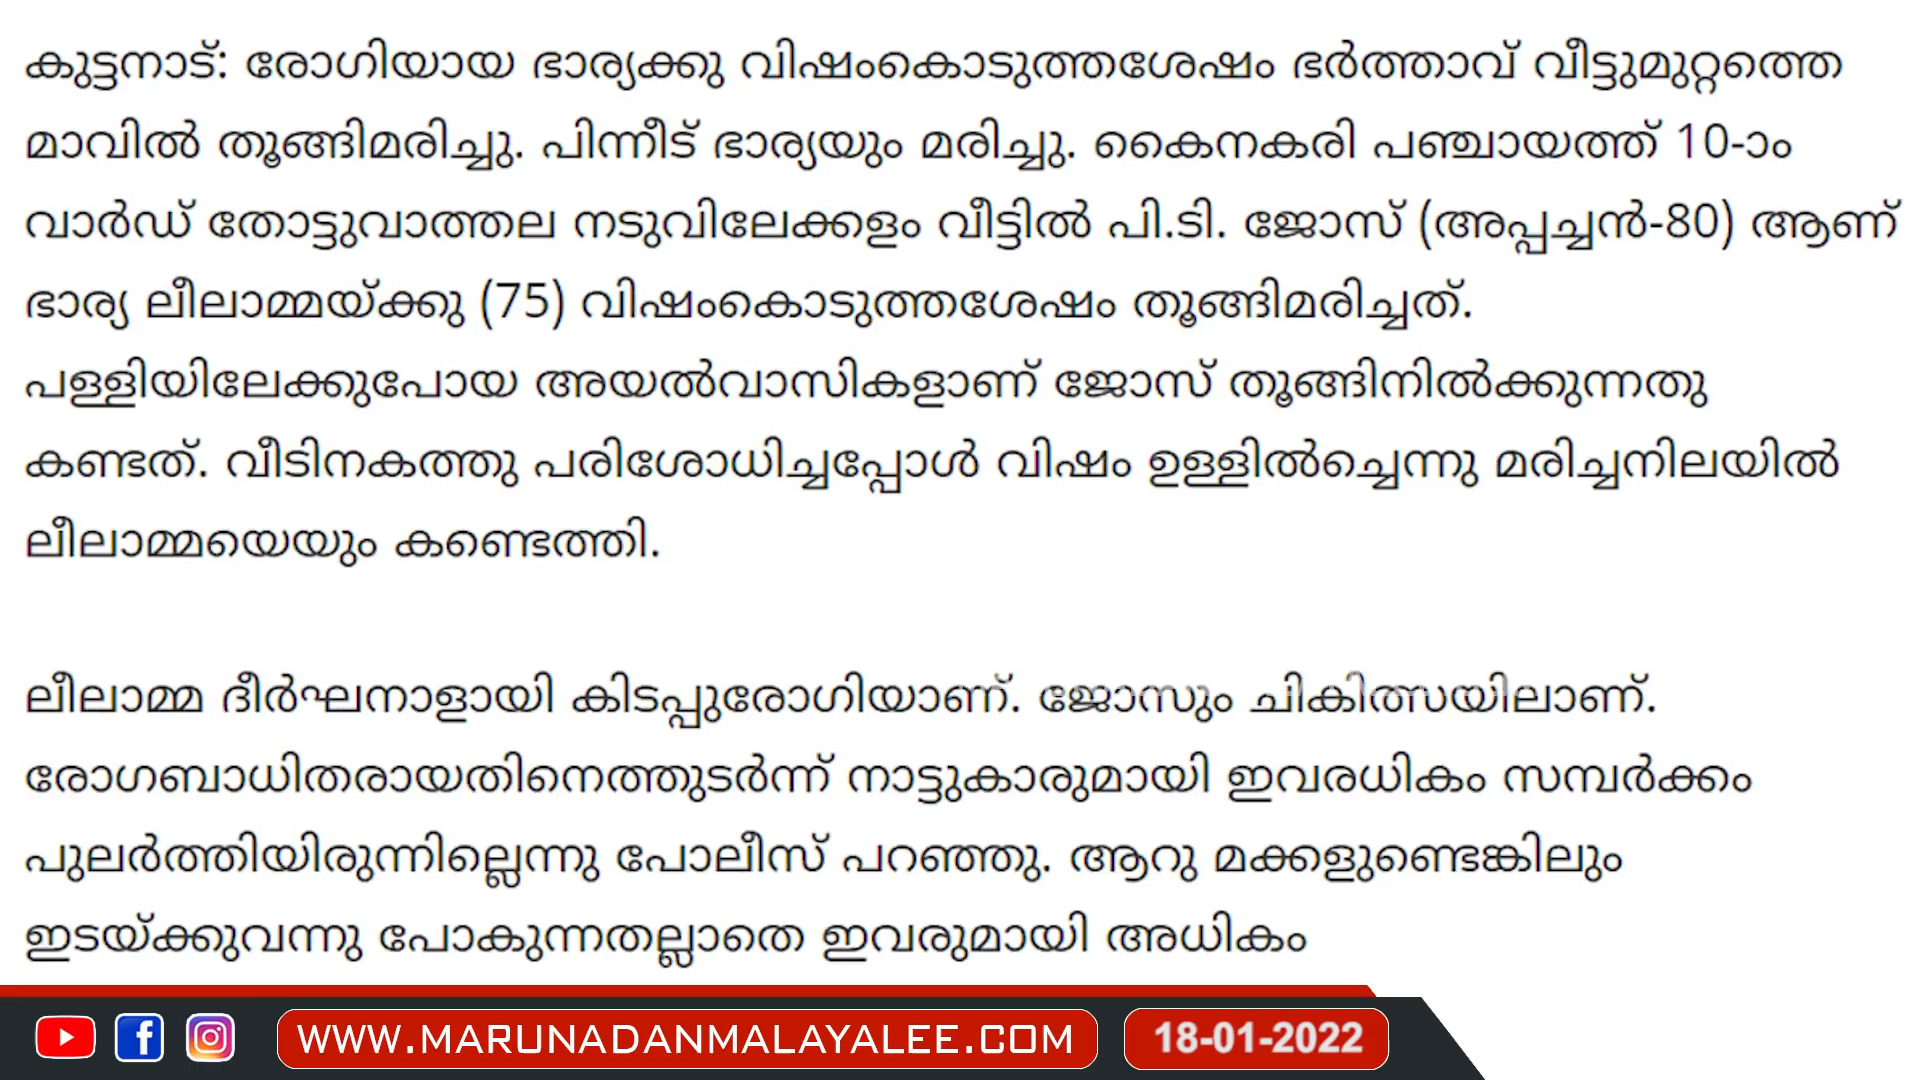 കുട്ടനാട്: രോഗിയായ ഭാര്യക്കു വിഷംകൊടുത്തശേഷം ഭർത്താവ് വീട്ടുമുറ്റത്തെ
മാവിൽ തൂങ്ങിമരിച്ചു. പിന്നീട് ഭാര്യയും മരിച്ചു. കൈനകരി പഞ്ചായത്ത് 10-ാം
വാർഡ് തോട്ടുവാത്തല നടുവിലേക്കളം വീട്ടിൽ പി.ടി. ജോസ് (അപ്പച്ചൻ-80) ആണ്
ഭാര്യ ലീലാമ്മയ്ക്കു (75) വിഷംകൊടുത്തശേഷം തൂങ്ങിമരിച്ചത്.
പള്ളിയിലേക്കുപോയ അയൽവാസികളാണ് ജോസ് തൂങ്ങിനിൽക്കുന്നതു
കണ്ടത്. വീടിനകത്തു പരിശോധിച്ചപ്പോൾ വിഷം ഉള്ളിൽച്ചെന്നു മരിച്ചനിലയിൽ
ലീലാമ്മയെയും കണ്ടെത്തി.
ലീലാമ്മ ദീർഘനാളായി കിടപ്പുരോഗിയാണ്. ജോസും ചികിത്സയിലാണ്.
രോഗബാധിതരായതിനെത്തുടർന്ന് നാട്ടുകാരുമായി ഇവരധികം സമ്പർക്കം
പുലർത്തിയിരുന്നില്ലെന്നു പോലീസ് പറഞ്ഞു. ആറു മക്കളുണ്ടെങ്കിലും
ഇടയ്ക്കുവന്നു പോകുന്നതല്ലാതെ ഇവരുമായി അധികം
WWW.MARUNADANMALAYALEE.COM
18-01-2022